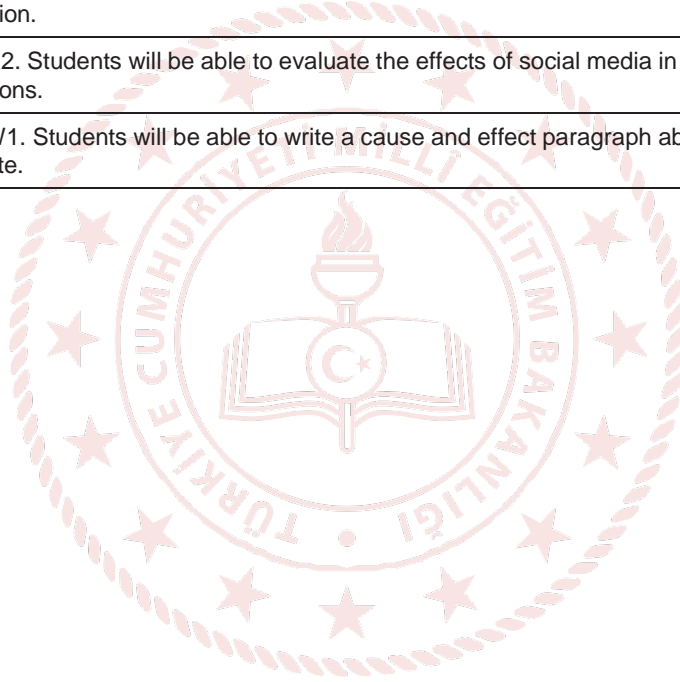 ion.
2. Students will be able to evaluate the effects of social media in
ons.
/1. Students will be able to write a cause and effect paragraph ab
te.
TÜRKİYE CUMHURİYETİ MİLLÎ EĞİTİM BAKANLIĞI